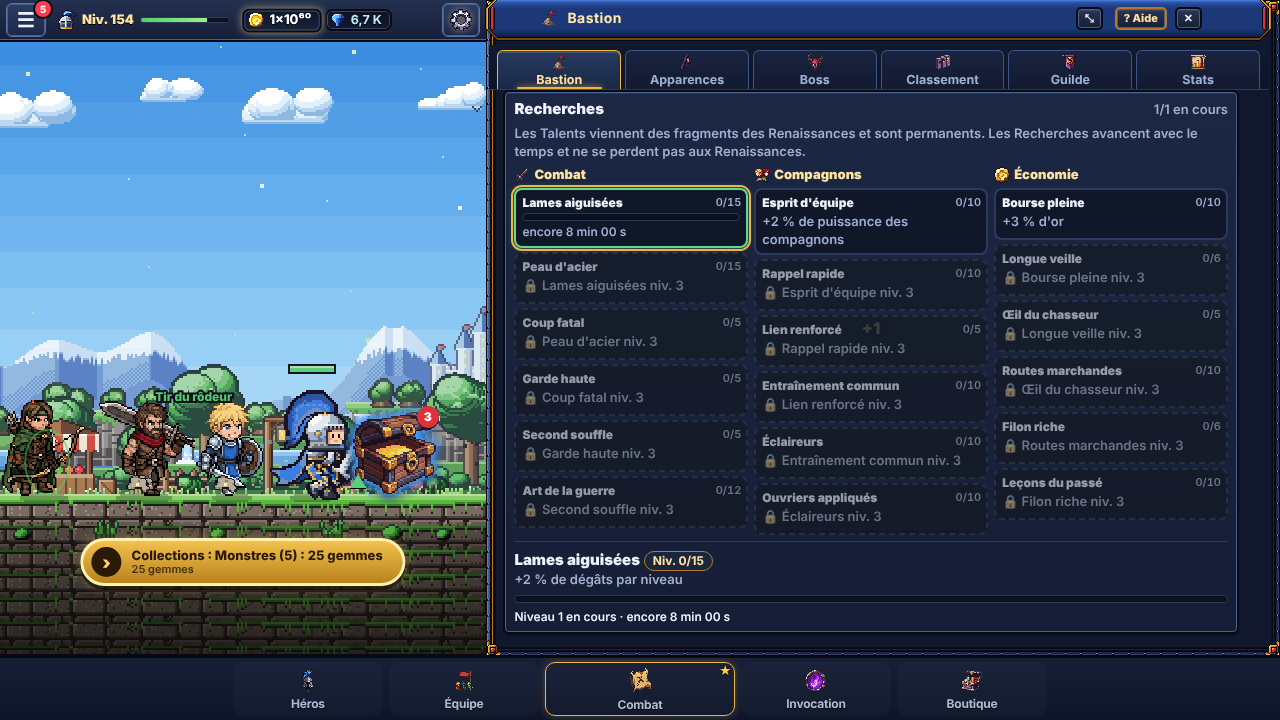 5
Niv. 154
1×10⁶⁰
6,7 K
Bastion
? Aide
Bastion
Apparences
Boss
Classement
Guilde
Stats
Recherches
1/1 en cours
Les Talents viennent des fragments des Renaissances et sont permanents. Les Recherches avancent avec le
temps et ne se perdent pas aux Renaissances.
Combat
Lames aiguisées 0/15
encore 8 min 00 s
Peau d'acier 0/15
Lames aiguisées niv. 3
Coup fatal 0/5
Peau d'acier niv. 3
Garde haute 0/5
Coup fatal niv. 3
Second souffle 0/5
Garde haute niv. 3
Art de la guerre 0/12
Second souffle niv. 3
Compagnons
Esprit d'équipe 0/10
+2 % de puissance des
compagnons
Rappel rapide 0/10
Esprit d'équipe niv. 3
Lien renforcé +1 0/5
Rappel rapide niv. 3
Entraînement commun 0/10
Lien renforcé niv. 3
Éclaireurs 0/10
Entraînement commun niv. 3
Ouvriers appliqués 0/10
Éclaireurs niv. 3
Économie
Bourse pleine 0/10
+3 % d'or
Longue veille 0/6
Bourse pleine niv. 3
Œil du chasseur 0/5
Longue veille niv. 3
Routes marchandes 0/10
Œil du chasseur niv. 3
Filon riche 0/6
Routes marchandes niv. 3
Leçons du passé 0/10
Filon riche niv. 3
Lames aiguisées Niv. 0/15
+2 % de dégâts par niveau
Niveau 1 en cours · encore 8 min 00 s
Tir du rôdeur
3
Collections : Monstres (5) : 25 gemmes
25 gemmes
Héros
Équipe
Combat
Invocation
Boutique